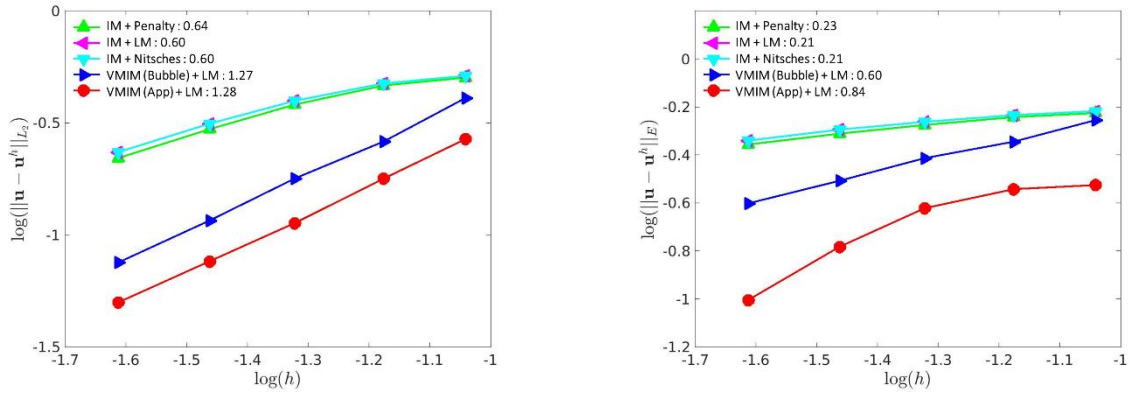 IM + Penalty : 0.64
IM + LM : 0.60
IM + Nitsches : 0.60
VMIM (Bubble) + LM : 1.27
VMIM (App) + LM : 1.28
0
-0.5
-1
-1.5
log(||u − u^h||_{L_2})
-1.7 -1.6 -1.5 -1.4 -1.3 -1.2 -1.1 -1
log(h)
IM + Penalty : 0.23
IM + LM : 0.21
IM + Nitsches : 0.21
VMIM (Bubble) + LM : 0.60
VMIM (App) + LM : 0.84
0
-0.2
-0.4
-0.6
-0.8
-1
-1.2
log(||u − u^h||_E)
-1.7 -1.6 -1.5 -1.4 -1.3 -1.2 -1.1 -1
log(h)